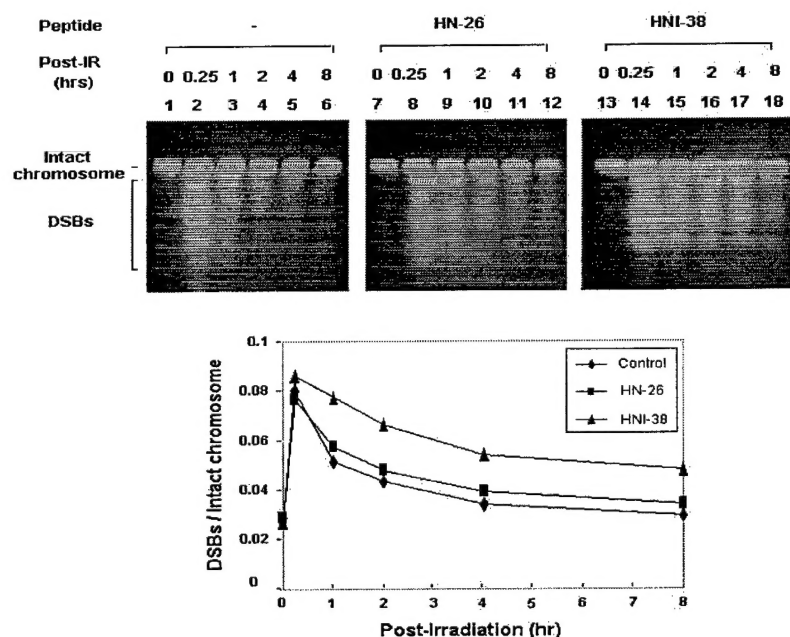 Peptide - HN-26 HNI-38
Post-IR (hrs) 0 0.25 1 2 4 8 0 0.25 1 2 4 8 0 0.25 1 2 4 8
1 2 3 4 5 6 7 8 9 10 11 12 13 14 15 16 17 18
Intact chromosome
DSBs
DSBs / Intact chromosome
0.1
0.08
0.06
0.04
0.02
0
Control
HN-26
HNI-38
0 1 2 3 4 5 6 7 8
Post-Irradiation (hr)